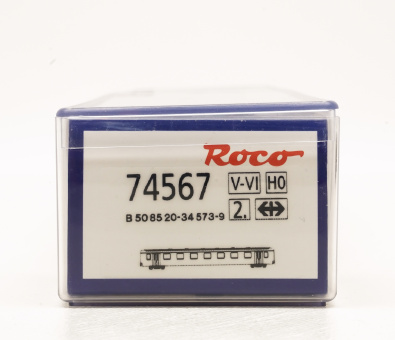 Roco
74567 V-VI H0
B 50 85 20-34 573-9 2.